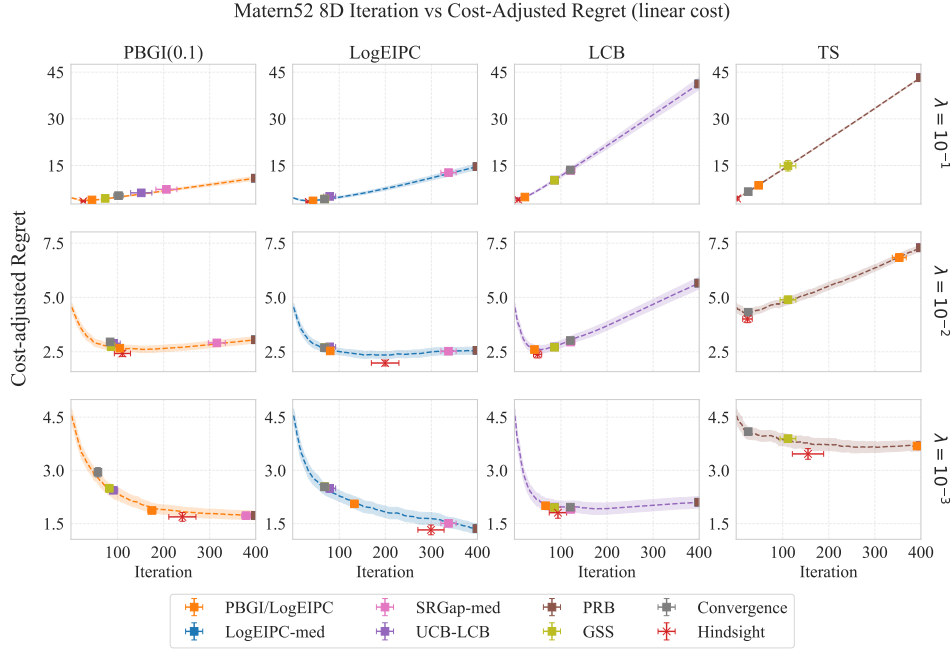 Matern52 8D Iteration vs Cost-Adjusted Regret (linear cost)
PBGI(0.1)
LogEIPC
LCB
TS
Cost-adjusted Regret
45
30
15
45
30
15
45
30
15
45
30
15
λ = 10⁻¹
7.5
5.0
2.5
7.5
5.0
2.5
7.5
5.0
2.5
7.5
5.0
2.5
λ = 10⁻²
4.5
3.0
1.5
4.5
3.0
1.5
4.5
3.0
1.5
4.5
3.0
1.5
λ = 10⁻³
100 200 300 400
100 200 300 400
100 200 300 400
100 200 300 400
Iteration
Iteration
Iteration
Iteration
PBGI/LogEIPC
SRGap-med
PRB
Convergence
LogEIPC-med
UCB-LCB
GSS
Hindsight